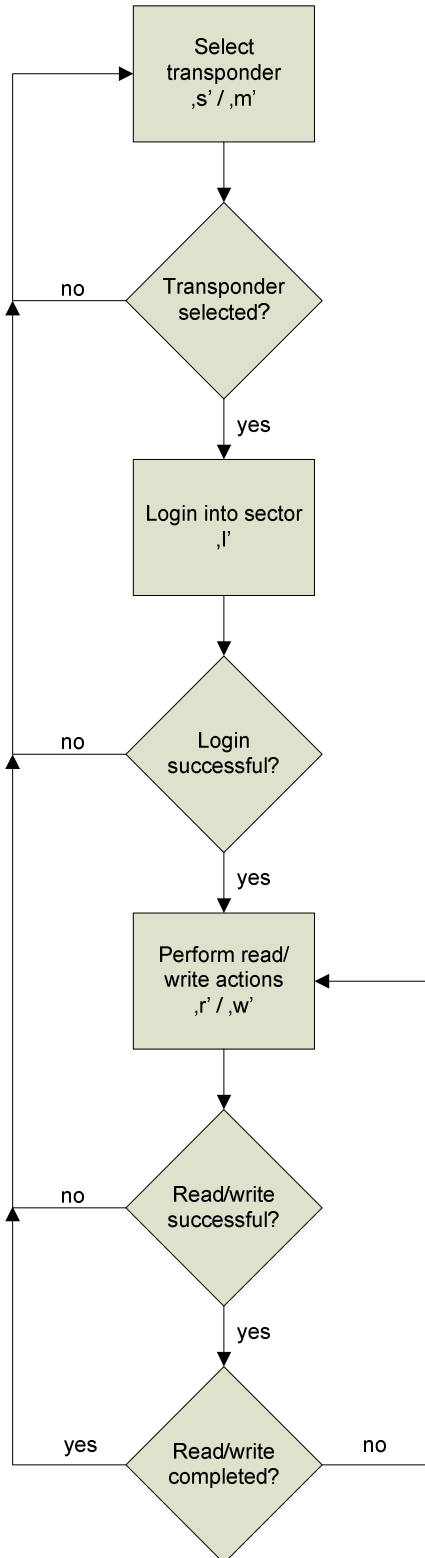 Select
transponder
‚s’ / ‚m’
no
Transponder
selected?
yes
Login into sector
‚l’
no
Login
successful?
yes
Perform read/
write actions
‚r’ / ‚w’
no
Read/write
successful?
yes
yes
Read/write
completed?
no